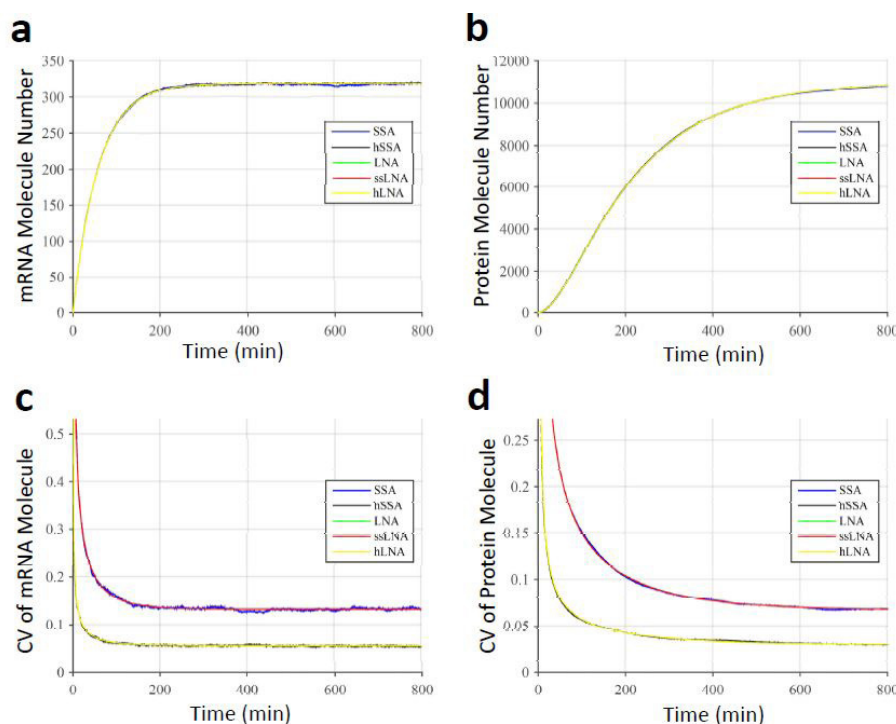 a
350
300
250
200
150
100
50
0
0 200 400 600 800
mRNA Molecule Number
Time (min)
SSA
hSSA
LNA
ssLNA
hLNA
b
12000
10000
8000
6000
4000
2000
0
0 200 400 600 800
Protein Molecule Number
Time (min)
SSA
hSSA
LNA
ssLNA
hLNA
c
0.5
0.4
0.3
0.2
0.1
0
0 200 400 600 800
CV of mRNA Molecule
Time (min)
SSA
hSSA
LNA
ssLNA
hLNA
d
0.25
0.2
0.15
0.1
0.05
0
0 200 400 600 800
CV of Protein Molecule
Time (min)
SSA
hSSA
LNA
ssLNA
hLNA